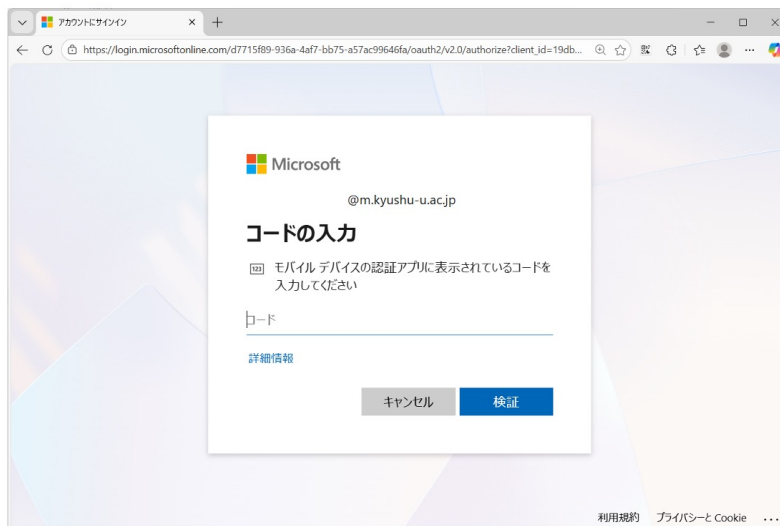 アカウントにサインイン
https://login.microsoftonline.com/d7715f89-936a-4af7-bb75-a57ac99646fa/oauth2/v2.0/authorize?client_id=19db...
Microsoft
@m.kyushu-u.ac.jp
コードの入力
123 モバイル デバイスの認証アプリに表示されているコードを
入力してください
コード
詳細情報
キャンセル 検証
利用規約 プライバシーと Cookie ...